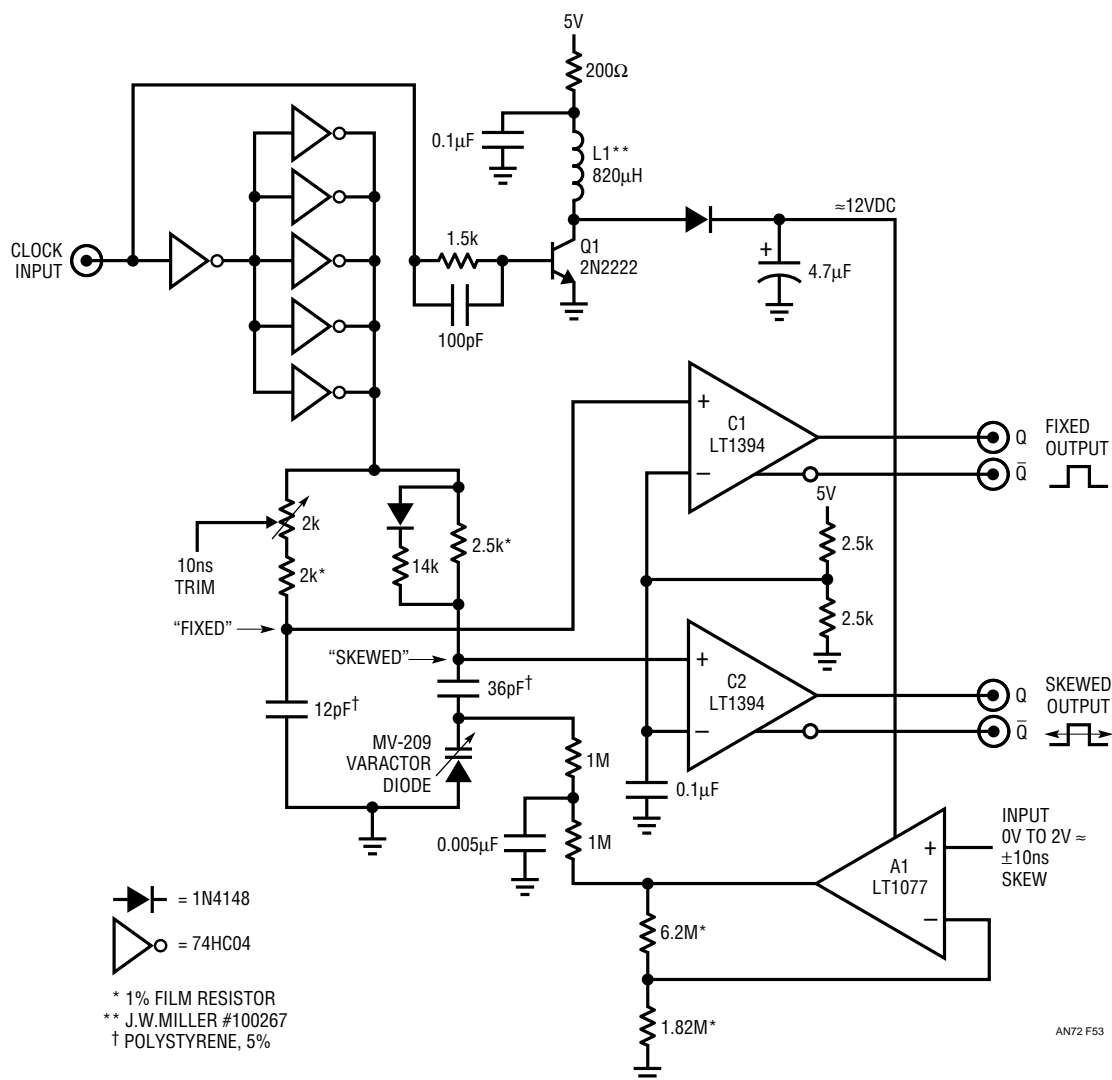 5V
200Ω
0.1µF
L1**
820µH
≈12VDC
CLOCK
INPUT
1.5k
Q1
2N2222
+
4.7µF
100pF
+
C1
LT1394
–
Q
Q̅
FIXED
OUTPUT
5V
2k
10ns
TRIM
2k*
14k
2.5k*
2.5k
2.5k
“FIXED”
“SKEWED”
12pF†
36pF†
+
C2
LT1394
–
Q
Q̅
SKEWED
OUTPUT
MV-209
VARACTOR
DIODE
1M
0.1µF
0.005µF
1M
INPUT
0V TO 2V ≈
±10ns
SKEW
+
A1
LT1077
–
= 1N4148
= 74HC04
6.2M*
1.82M*
* 1% FILM RESISTOR
** J.W.MILLER #100267
† POLYSTYRENE, 5%
AN72 F53